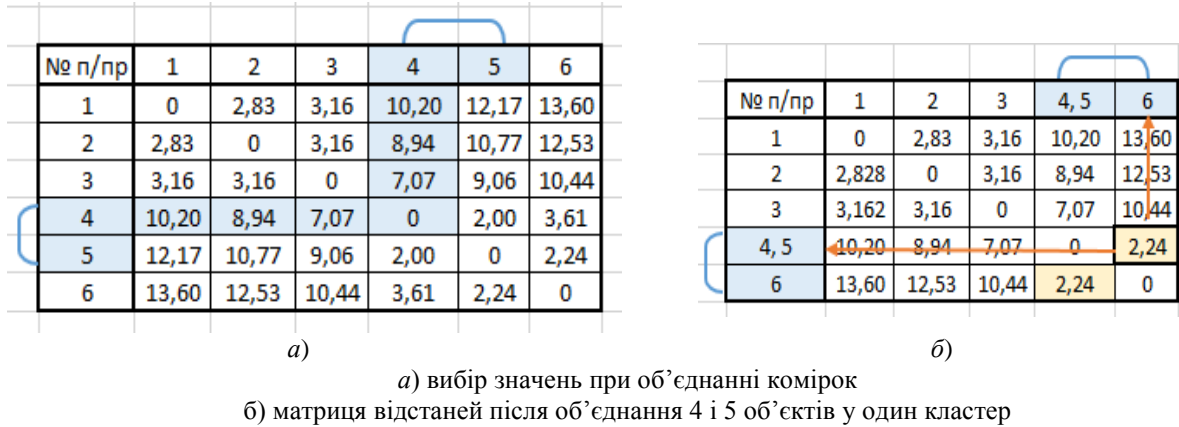 № п/пр 1 2 3 4 5 6
1 0 2,83 3,16 10,20 12,17 13,60
2 2,83 0 3,16 8,94 10,77 12,53
3 3,16 3,16 0 7,07 9,06 10,44
4 10,20 8,94 7,07 0 2,00 3,61
5 12,17 10,77 9,06 2,00 0 2,24
6 13,60 12,53 10,44 3,61 2,24 0
а)
№ п/пр 1 2 3 4, 5 6
1 0 2,83 3,16 10,20 13,60
2 2,828 0 3,16 8,94 12,53
3 3,162 3,16 0 7,07 10,44
4, 5 10,20 8,94 7,07 0 2,24
6 13,60 12,53 10,44 2,24 0
б)
а) вибір значень при об’єднанні комірок
б) матриця відстаней після об’єднання 4 і 5 об’єктів у один кластер